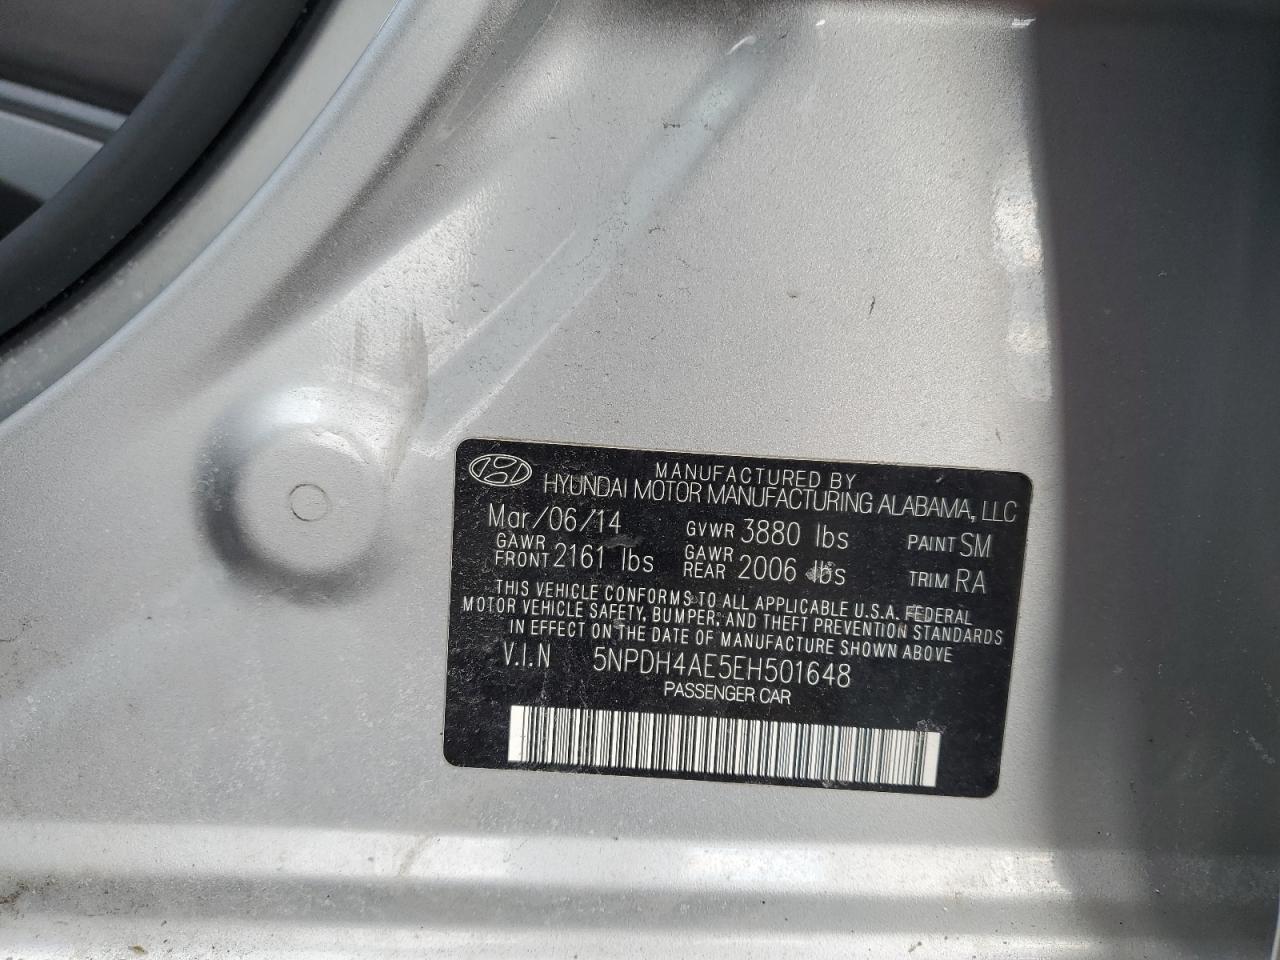 MANUFACTURED BY
HYUNDAI MOTOR MANUFACTURING ALABAMA, LLC
Mar/06/14 GVWR 3880 lbs PAINT SM
GAWR FRONT 2161 lbs GAWR REAR 2006 lbs TRIM RA
THIS VEHICLE CONFORMS TO ALL APPLICABLE U.S.A. FEDERAL
MOTOR VEHICLE SAFETY, BUMPER, AND THEFT PREVENTION STANDARDS
IN EFFECT ON THE DATE OF MANUFACTURE SHOWN ABOVE
V.I.N 5NPDH4AE5EH501648
PASSENGER CAR